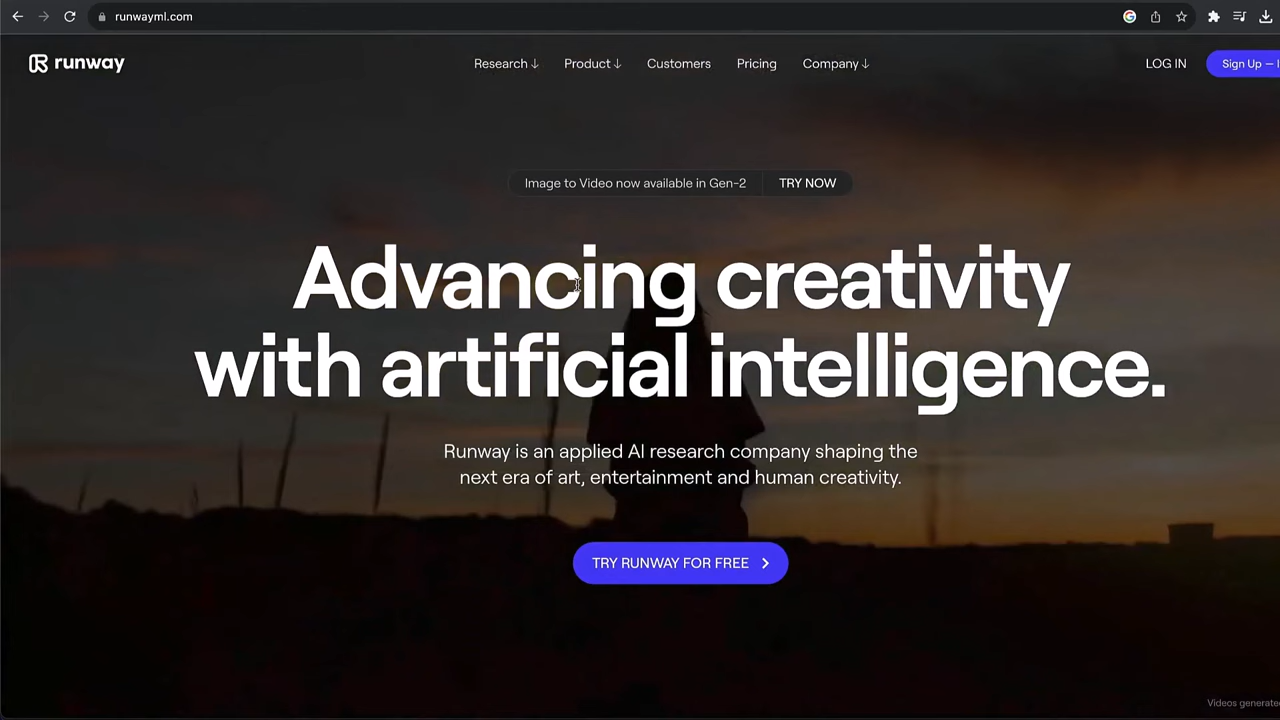 runwayml.com
runway
Research ↓ Product ↓ Customers Pricing Company ↓ LOG IN Sign Up —
Image to Video now available in Gen-2 TRY NOW
Advancing creativity
with artificial intelligence.
Runway is an applied AI research company shaping the
next era of art, entertainment and human creativity.
TRY RUNWAY FOR FREE
Videos